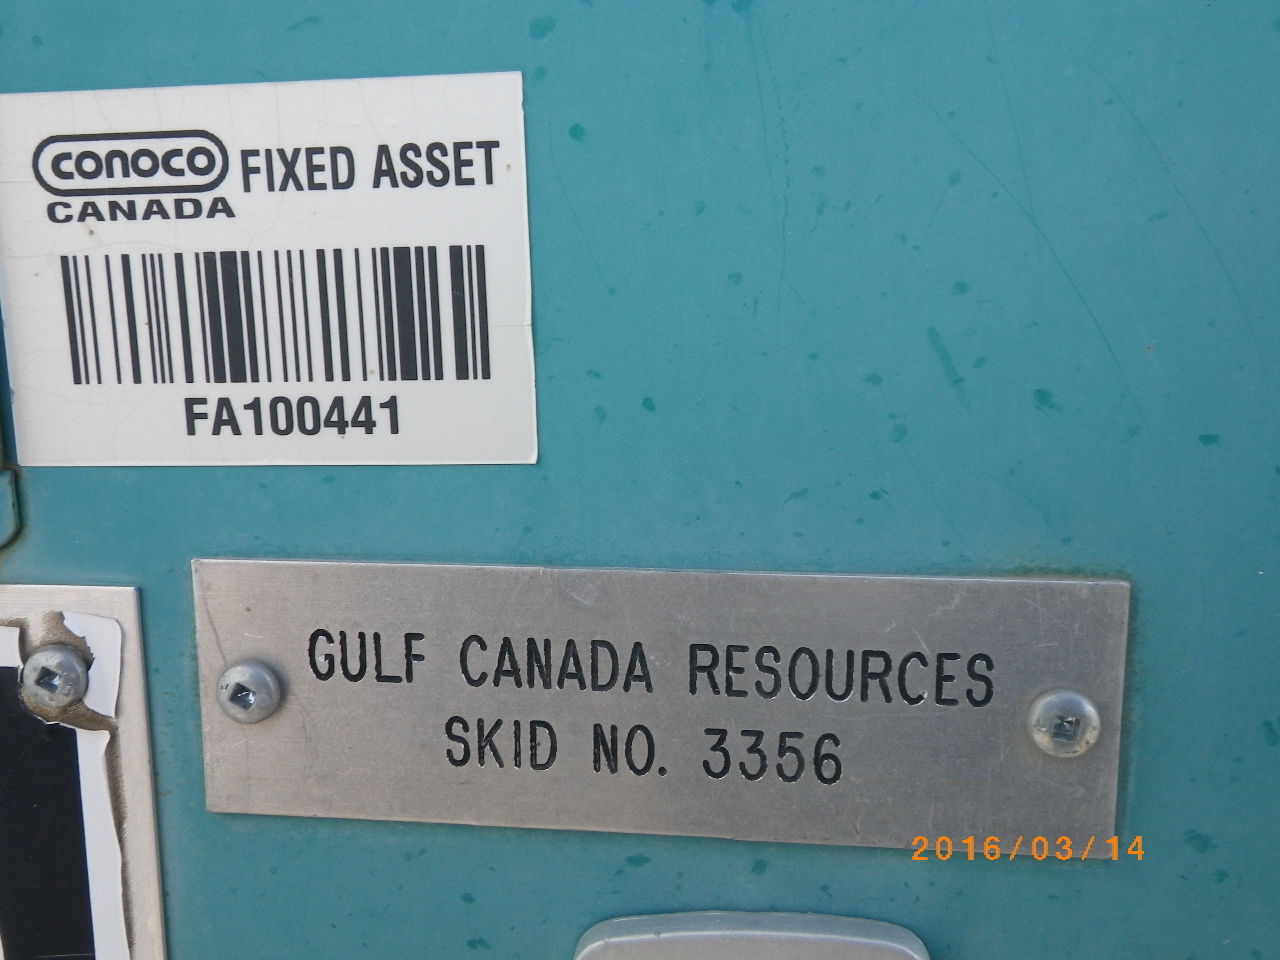 CONOCO FIXED ASSET
CANADA
FA100441
GULF CANADA RESOURCES
SKID NO. 3356
2016/03/14